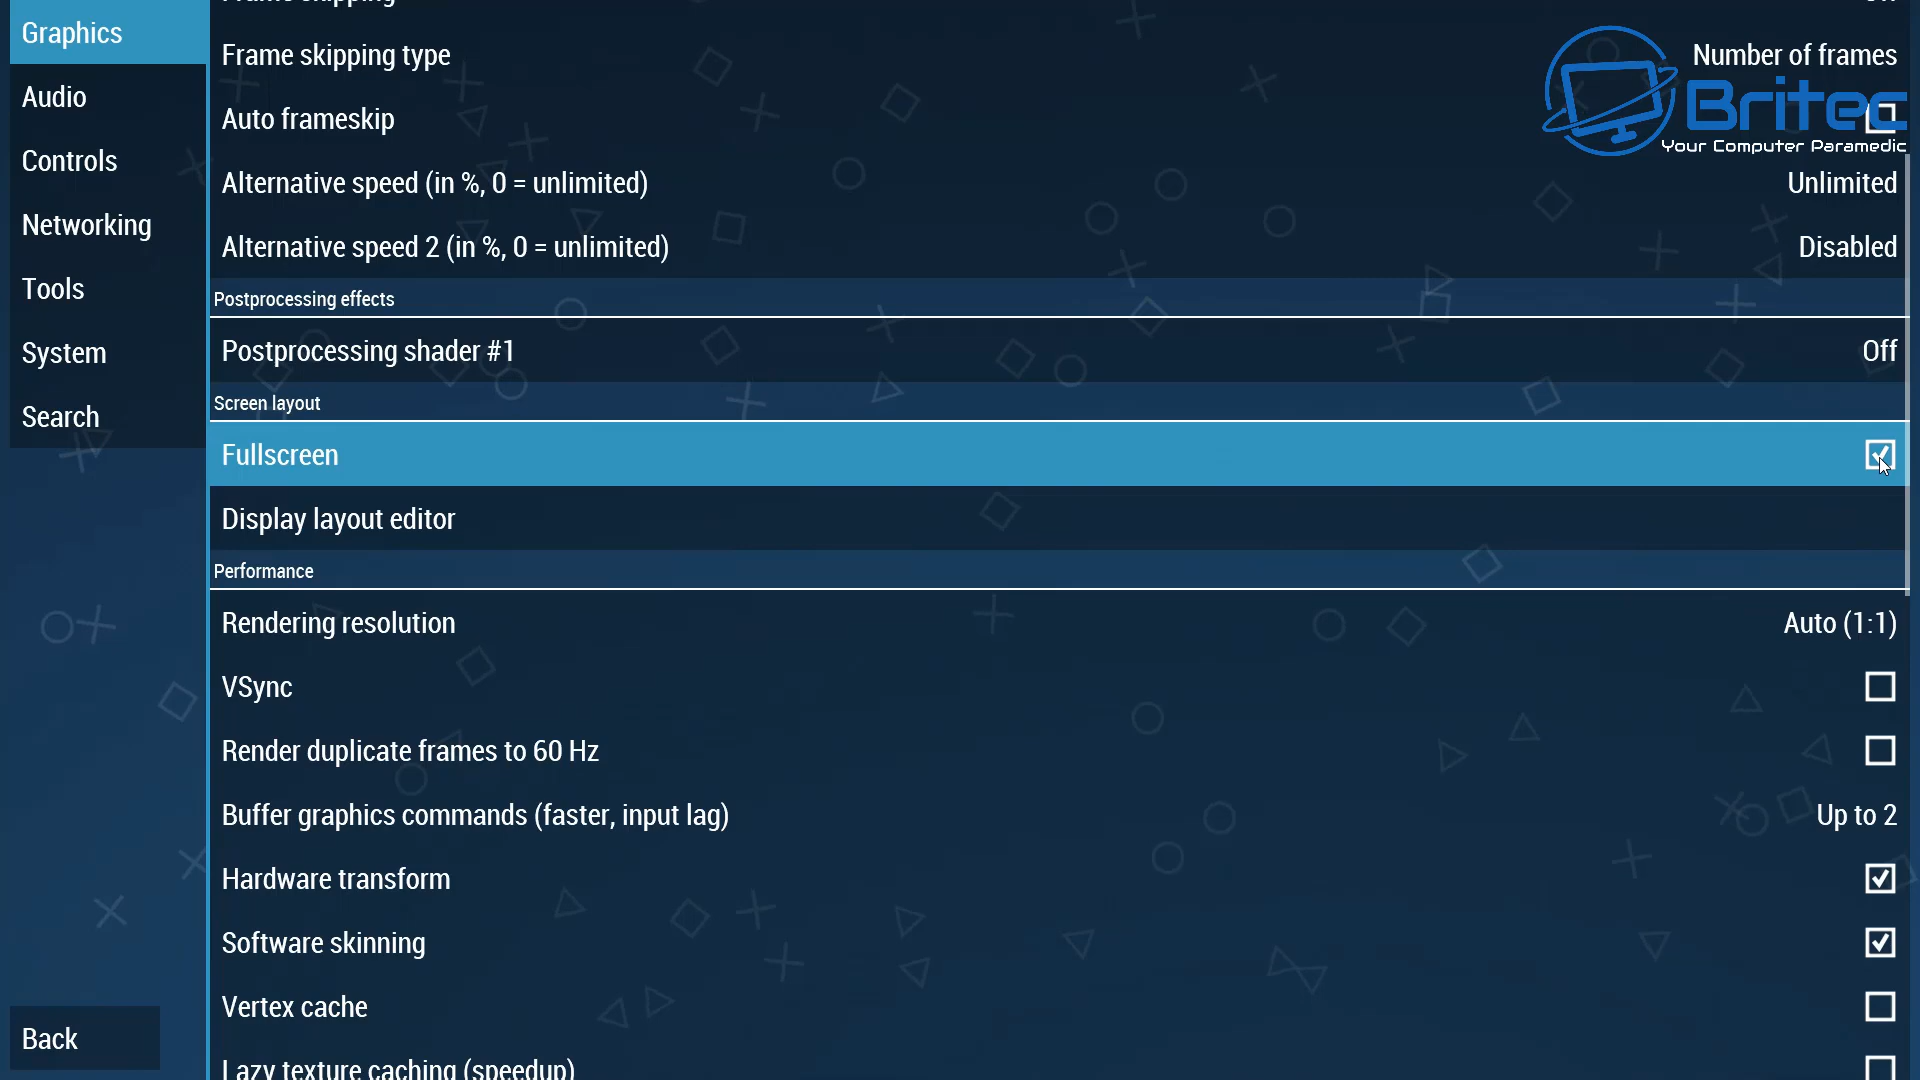 Graphics
Audio
Controls
Networking
Tools
System
Search
Back
Frame skipping type
Number of frames
Auto frameskip
Alternative speed (in %, 0 = unlimited)
Unlimited
Alternative speed 2 (in %, 0 = unlimited)
Disabled
Postprocessing effects
Postprocessing shader #1
Off
Screen layout
Fullscreen
Display layout editor
Performance
Rendering resolution
Auto (1:1)
VSync
Render duplicate frames to 60 Hz
Buffer graphics commands (faster, input lag)
Up to 2
Hardware transform
Software skinning
Vertex cache
Lazy texture caching (speedup)
Britec
Your Computer Paramedic